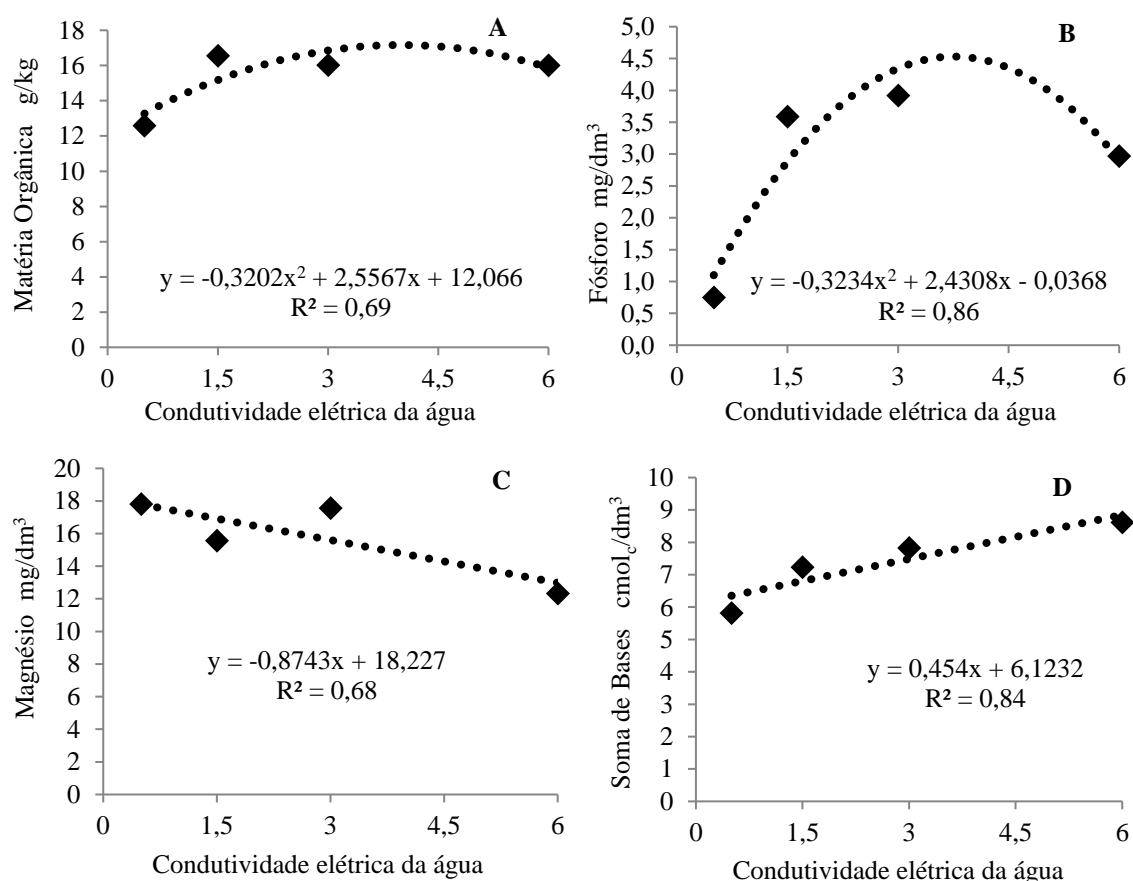 A
Matéria Orgânica g/kg
18
16
14
12
10
8
6
4
2
0
y = -0,3202x² + 2,5567x + 12,066
R² = 0,69
0 1,5 3 4,5 6
Condutividade elétrica da água
B
Fósforo mg/dm³
5,0
4,5
4,0
3,5
3,0
2,5
2,0
1,5
1,0
0,5
0,0
y = -0,3234x² + 2,4308x - 0,0368
R² = 0,86
0 1,5 3 4,5 6
Condutividade elétrica da água
C
Magnésio mg/dm³
20
18
16
14
12
10
8
6
4
2
0
y = -0,8743x + 18,227
R² = 0,68
0 1,5 3 4,5 6
Condutividade elétrica da água
D
Soma de Bases cmolc/dm³
10
9
8
7
6
5
4
3
2
1
0
y = 0,454x + 6,1232
R² = 0,84
0 1,5 3 4,5 6
Condutividade elétrica da água